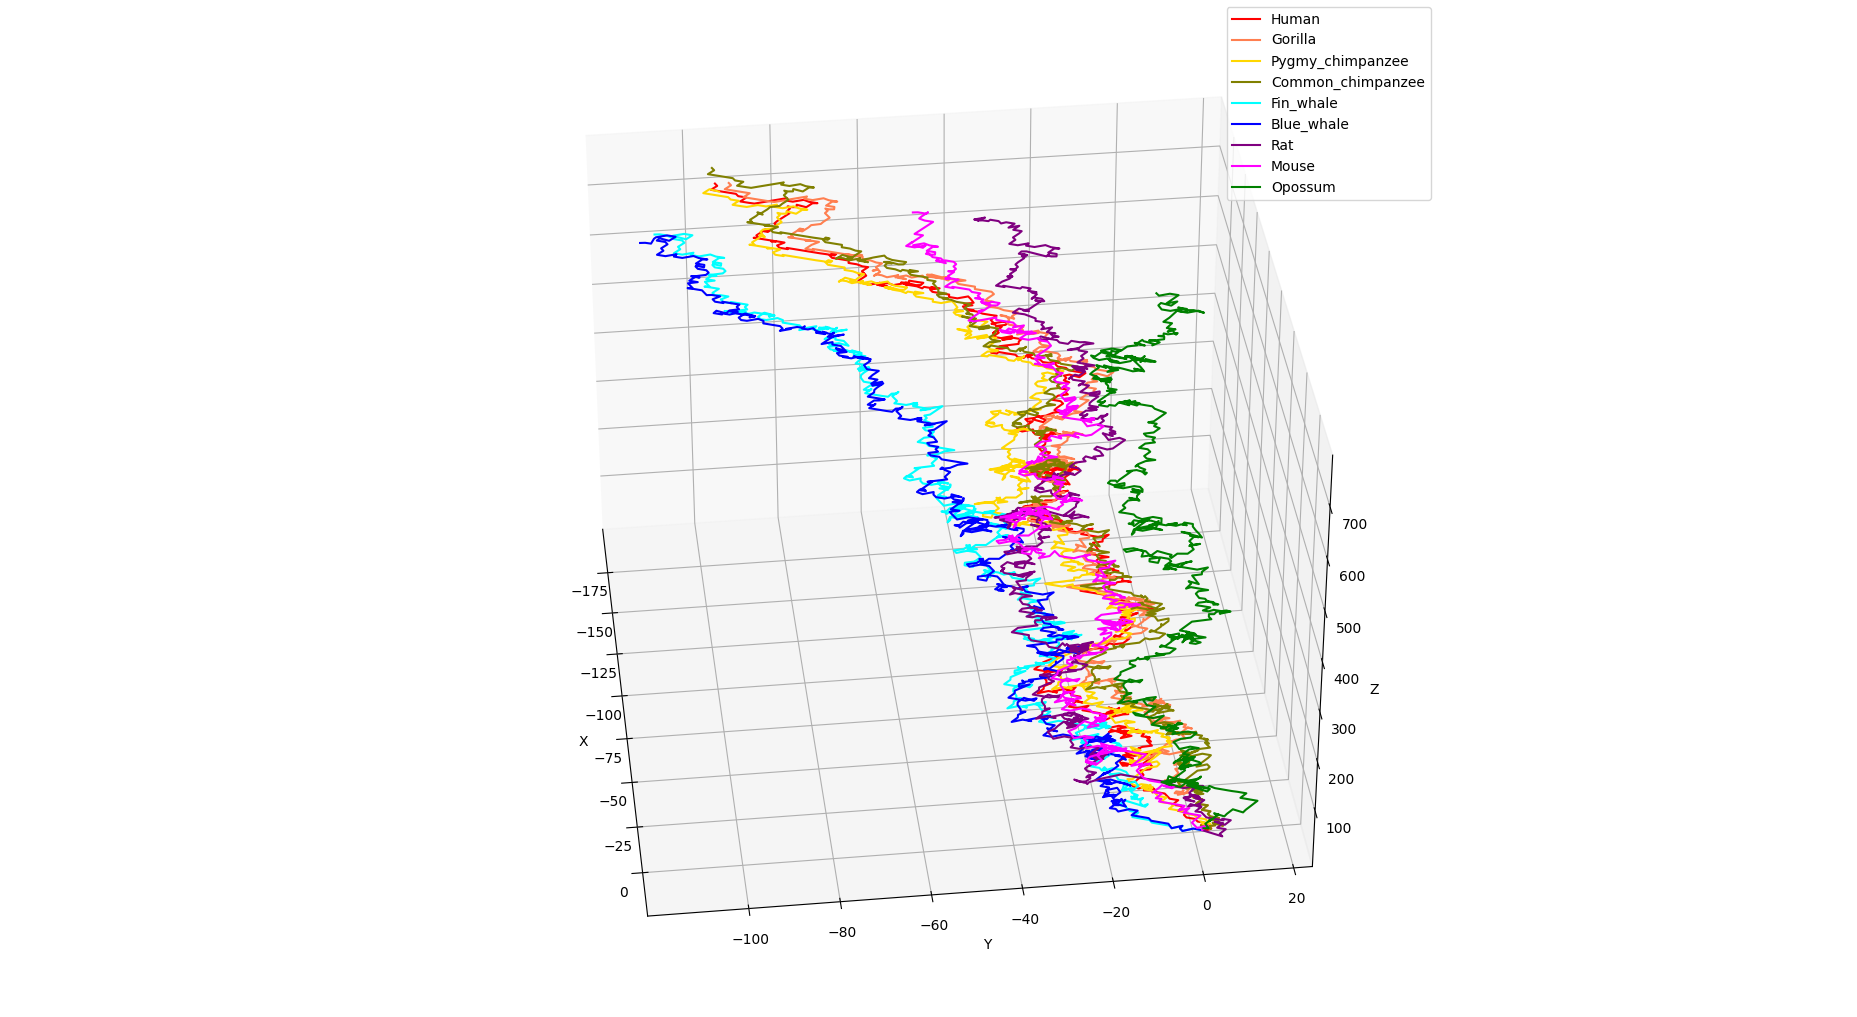 Human
Gorilla
Pygmy_chimpanzee
Common_chimpanzee
Fin_whale
Blue_whale
Rat
Mouse
Opossum
700
600
500
400
300
200
100
Z
−175
−150
−125
−100
−75
−50
−25
0
X
−100
−80
−60
−40
−20
0
20
Y